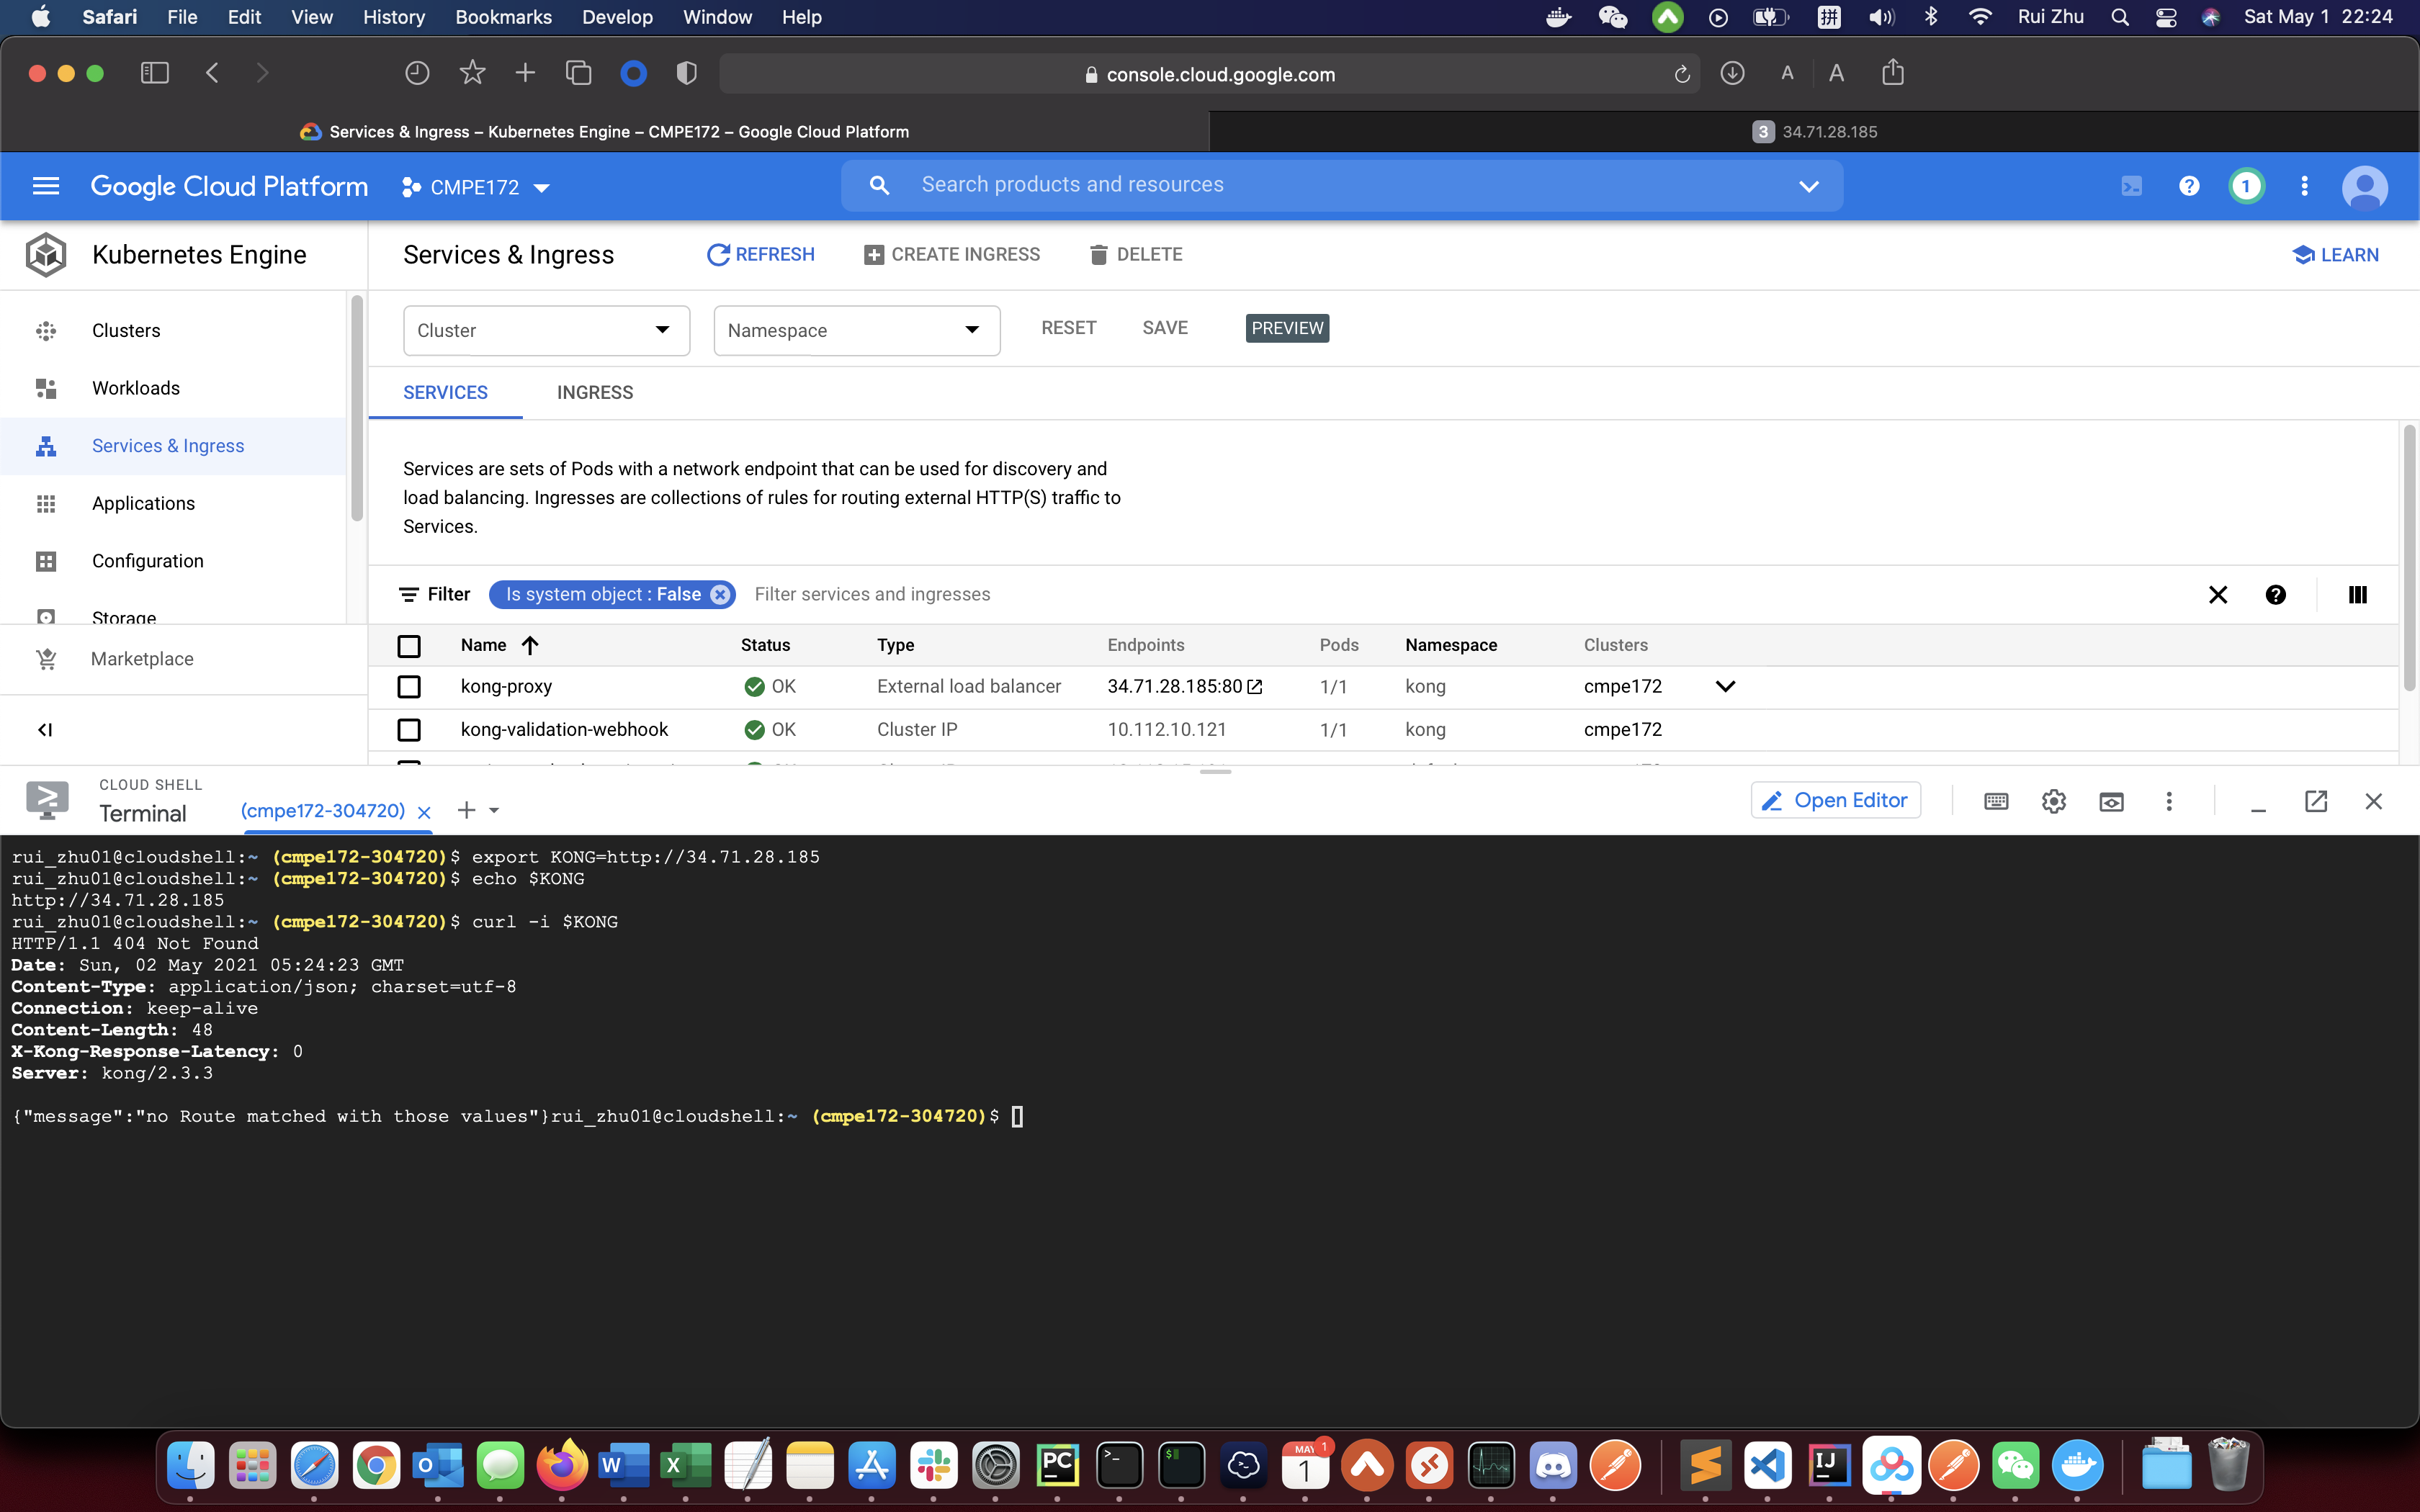 Safari File Edit View History Bookmarks Develop Window Help
拼 Rui Zhu Sat May 1 22:24
console.cloud.google.com
A A
Services & Ingress – Kubernetes Engine – CMPE172 – Google Cloud Platform
3 34.71.28.185
Google Cloud Platform CMPE172 Search products and resources 1
Kubernetes Engine
Services & Ingress REFRESH CREATE INGRESS DELETE LEARN
Clusters
Workloads
Services & Ingress
Applications
Configuration
Storage
Marketplace
Cluster Namespace RESET SAVE PREVIEW
SERVICES INGRESS
Services are sets of Pods with a network endpoint that can be used for discovery and
load balancing. Ingresses are collections of rules for routing external HTTP(S) traffic to
Services.
Filter Is system object : False Filter services and ingresses
Name Status Type Endpoints Pods Namespace Clusters
kong-proxy OK External load balancer 34.71.28.185:80 1/1 kong cmpe172
kong-validation-webhook OK Cluster IP 10.112.10.121 1/1 kong cmpe172
CLOUD SHELL
Terminal (cmpe172-304720) Open Editor
rui_zhu01@cloudshell:~ (cmpe172-304720)$ export KONG=http://34.71.28.185
rui_zhu01@cloudshell:~ (cmpe172-304720)$ echo $KONG
http://34.71.28.185
rui_zhu01@cloudshell:~ (cmpe172-304720)$ curl -i $KONG
HTTP/1.1 404 Not Found
Date: Sun, 02 May 2021 05:24:23 GMT
Content-Type: application/json; charset=utf-8
Connection: keep-alive
Content-Length: 48
X-Kong-Response-Latency: 0
Server: kong/2.3.3
{"message":"no Route matched with those values"}rui_zhu01@cloudshell:~ (cmpe172-304720)$
O W X PC >_ $ MAY 1 1 IJ